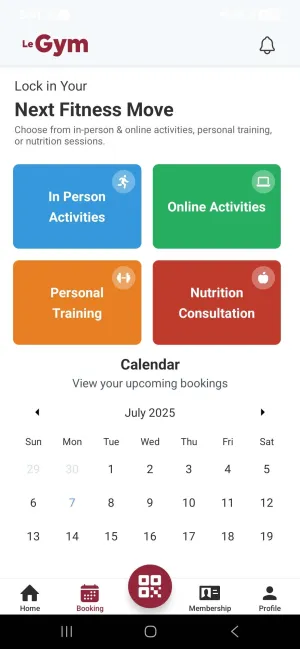 Le Gym
Lock in Your
Next Fitness Move
Choose from in-person & online activities, personal training,
or nutrition sessions.
In Person
Activities
Online Activities
Personal
Training
Nutrition
Consultation
Calendar
View your upcoming bookings
July 2025
Sun Mon Tue Wed Thu Fri Sat
29 30 1 2 3 4 5
6 7 8 9 10 11 12
13 14 15 16 17 18 19
Home Booking Membership Profile